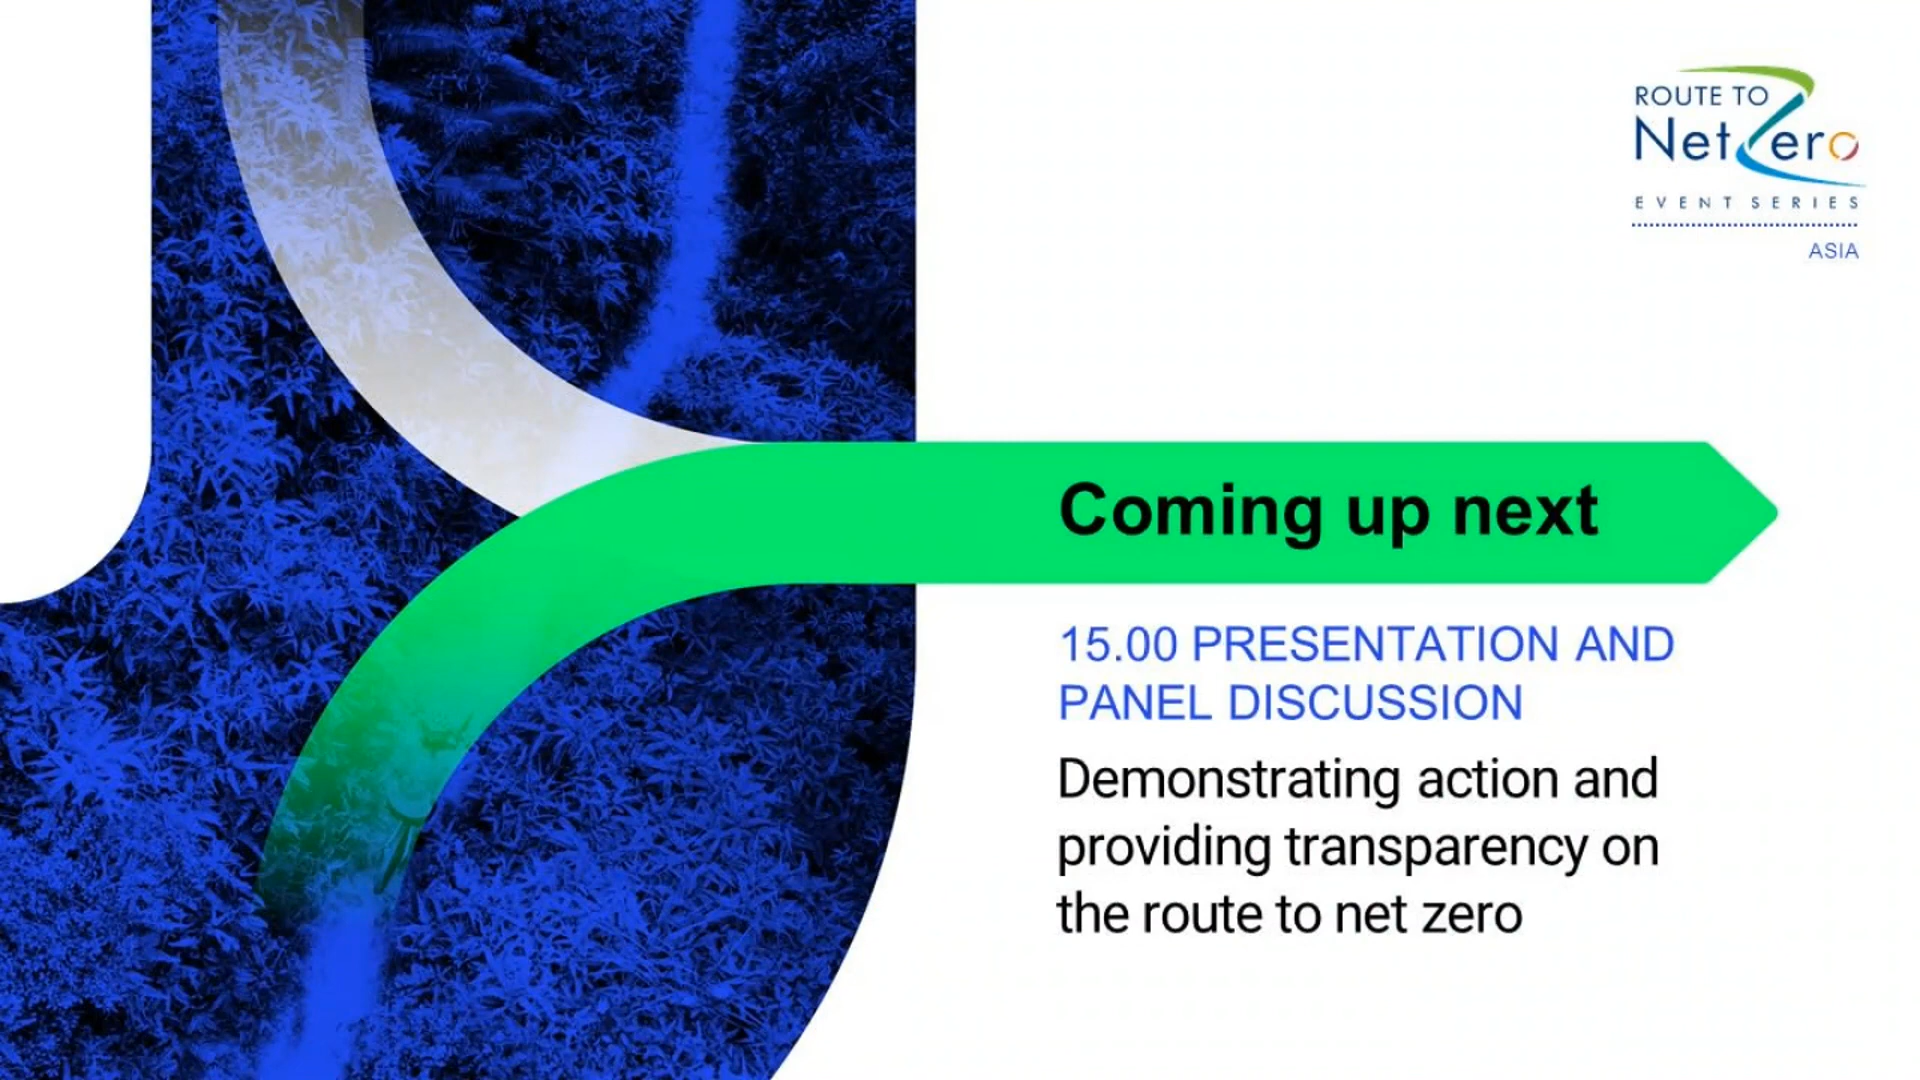 ROUTE TO
NetZero
EVENT SERIES
ASIA
Coming up next
15.00 PRESENTATION AND
PANEL DISCUSSION
Demonstrating action and
providing transparency on
the route to net zero